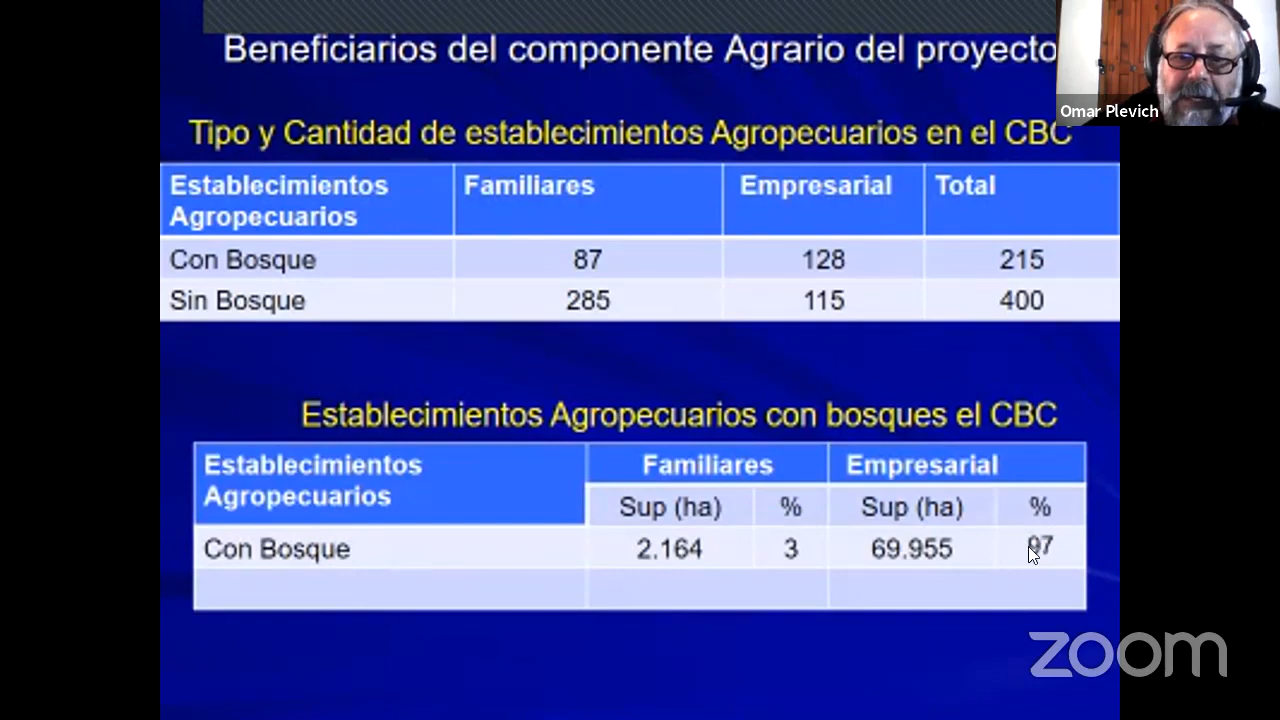 Beneficiarios del componente Agrario del proyecto
Omar Plevich
Tipo y Cantidad de establecimientos Agropecuarios en el CBC
Establecimientos Agropecuarios Familiares Empresarial Total
Con Bosque 87 128 215
Sin Bosque 285 115 400
Establecimientos Agropecuarios con bosques el CBC
Establecimientos Agropecuarios Familiares Empresarial
Sup (ha) % Sup (ha) %
Con Bosque 2.164 3 69.955 97
zoom